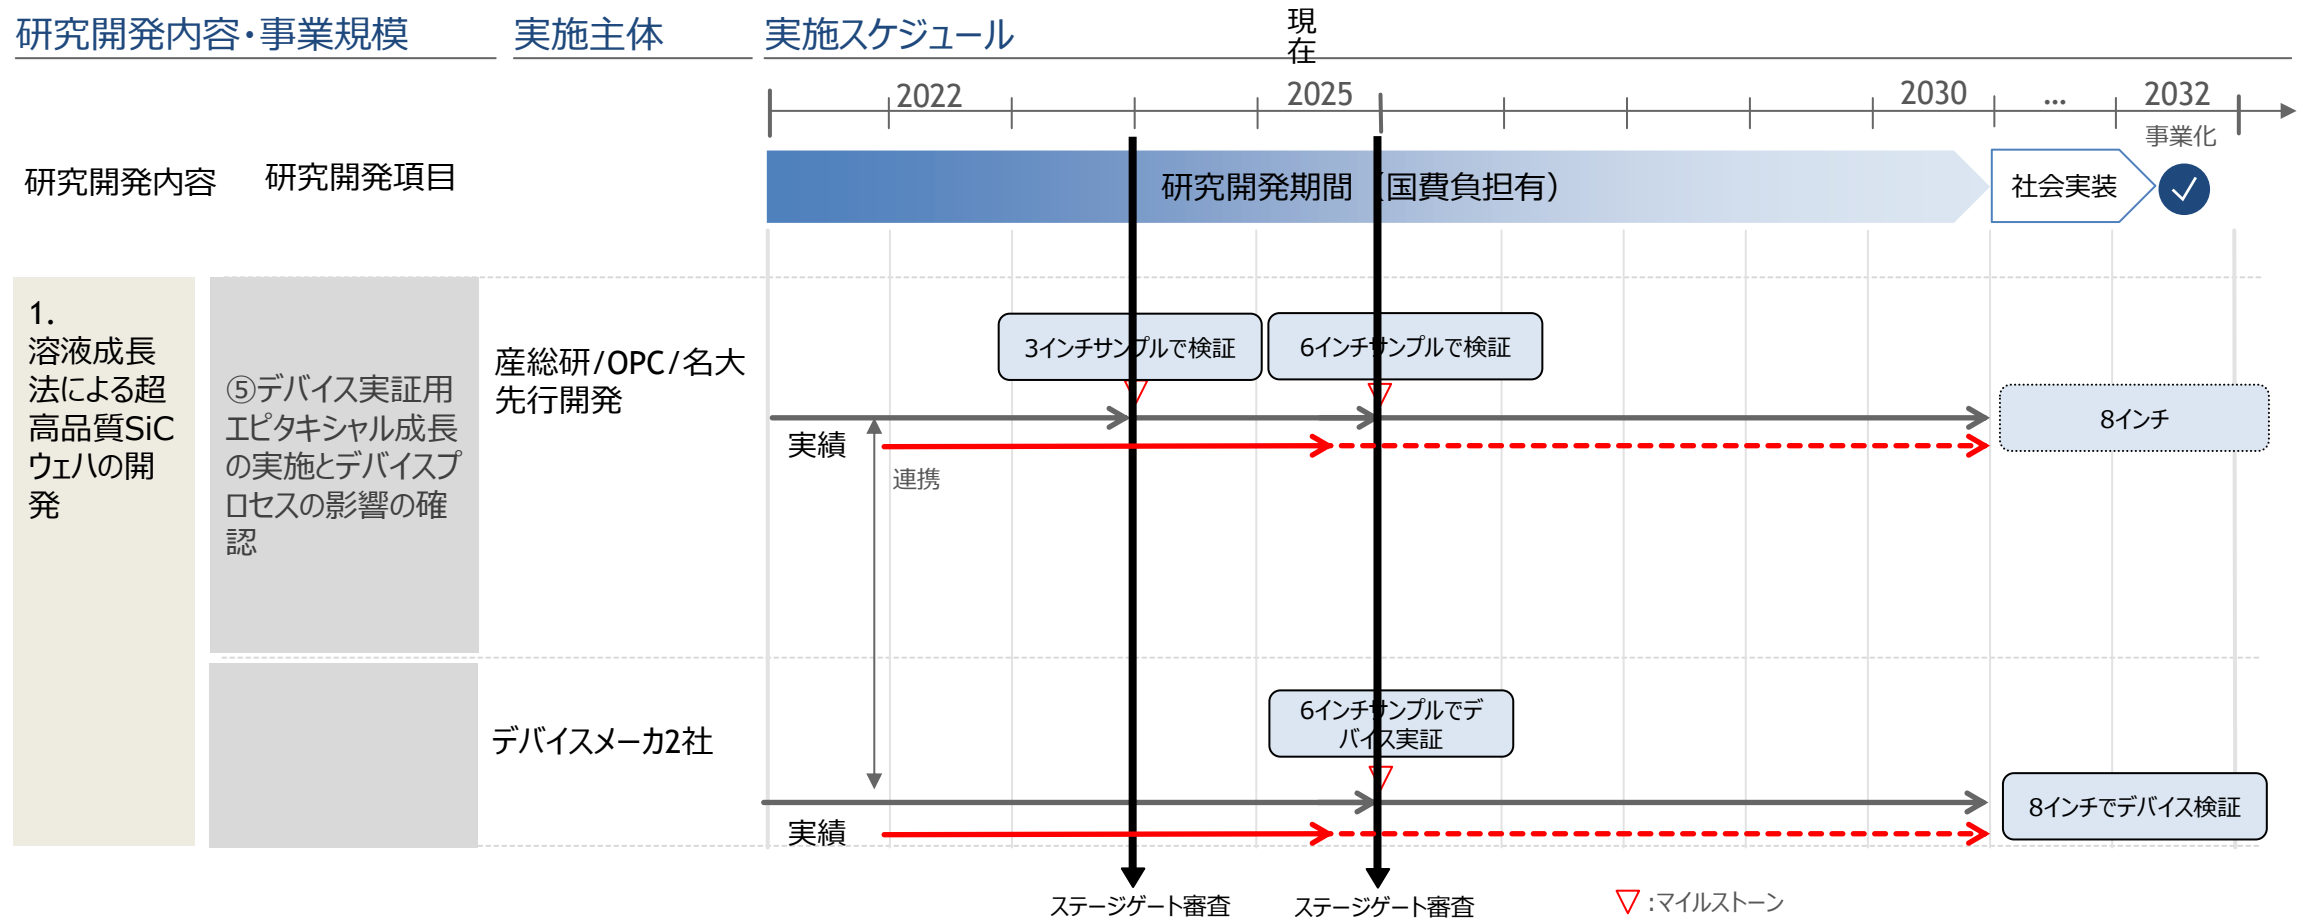 研究開発内容・事業規模
実施主体
実施スケジュール
現
在
2022
2025
2030
...
2032
事業化
研究開発内容
研究開発項目
研究開発期間（国費負担有）
社会実装
1.
溶液成長
法による超
高品質SiC
ウェハの開
発
⑤デバイス実証用
エピタキシャル成長
の実施とデバイスプ
ロセスの影響の確
認
産総研/OPC/名大
先行開発
3インチサンプルで検証
6インチサンプルで検証
8インチ
実績
連携
デバイスメーカ2社
6インチサンプルでデ
バイス実証
8インチでデバイス検証
実績
ステージゲート審査
ステージゲート審査
:マイルストーン